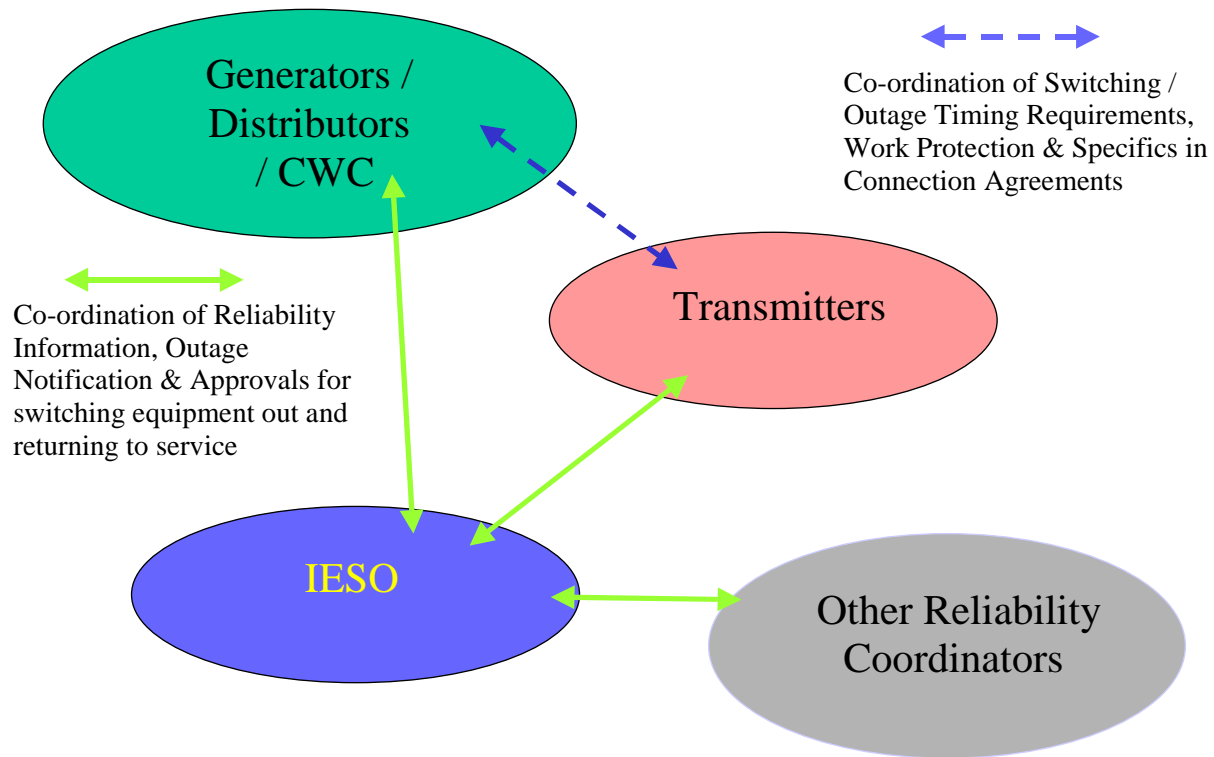 Generators /
Distributors
/ CWC
Co-ordination of Switching /
Outage Timing Requirements,
Work Protection & Specifics in
Connection Agreements
Transmitters
Co-ordination of Reliability
Information, Outage
Notification & Approvals for
switching equipment out and
returning to service
IESO
Other Reliability
Coordinators